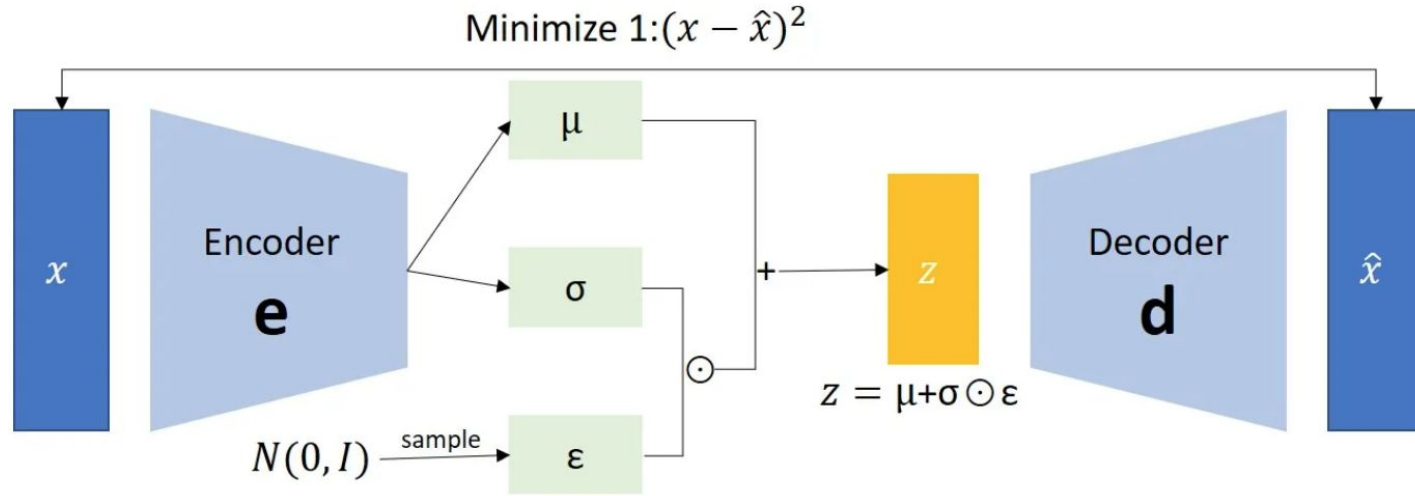 Minimize 1:(x − x̂)²
x
Encoder
e
μ
σ
ε
N(0, I)
sample
⊙
+
z
z = μ+σ⊙ε
Decoder
d
x̂